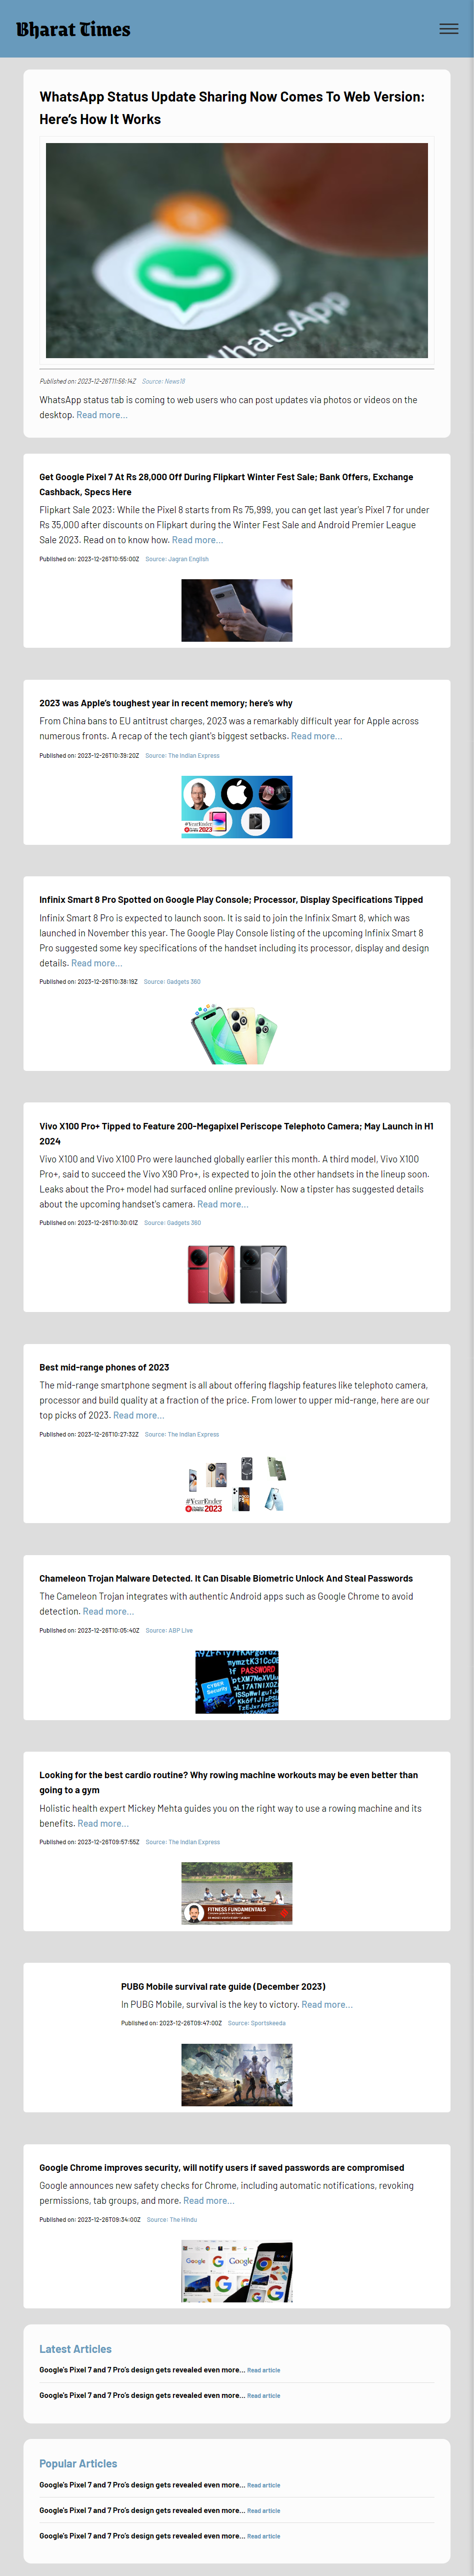 Bharat Times
WhatsApp Status Update Sharing Now Comes To Web Version:
Here's How It Works
WhatsApp
Published on: 2023-12-26T11:56:14Z Source: News18
WhatsApp status tab is coming to web users who can post updates via photos or videos on the
desktop. Read more...
Get Google Pixel 7 At Rs 28,000 Off During Flipkart Winter Fest Sale; Bank Offers, Exchange
Cashback, Specs Here
Flipkart Sale 2023: While the Pixel 8 starts from Rs 75,999, you can get last year's Pixel 7 for under
Rs 35,000 after discounts on Flipkart during the Winter Fest Sale and Android Premier League
Sale 2023. Read on to know how. Read more...
Published on: 2023-12-26T10:55:00Z Source: Jagran English
2023 was Apple's toughest year in recent memory; here's why
From China bans to EU antitrust charges, 2023 was a remarkably difficult year for Apple across
numerous fronts. A recap of the tech giant's biggest setbacks. Read more...
Published on: 2023-12-26T10:39:20Z Source: The Indian Express
#YearEnder
2023
Infinix Smart 8 Pro Spotted on Google Play Console; Processor, Display Specifications Tipped
Infinix Smart 8 Pro is expected to launch soon. It is said to join the Infinix Smart 8, which was
launched in November this year. The Google Play Console listing of the upcoming Infinix Smart 8
Pro suggested some key specifications of the handset including its processor, display and design
details. Read more...
Published on: 2023-12-26T10:38:19Z Source: Gadgets 360
Vivo X100 Pro+ Tipped to Feature 200-Megapixel Periscope Telephoto Camera; May Launch in H1
2024
Vivo X100 and Vivo X100 Pro were launched globally earlier this month. A third model, Vivo X100
Pro+, said to succeed the Vivo X90 Pro+, is expected to join the other handsets in the lineup soon.
Leaks about the Pro+ model had surfaced online previously. Now a tipster has suggested details
about the upcoming handset's camera. Read more...
Published on: 2023-12-26T10:30:01Z Source: Gadgets 360
Best mid-range phones of 2023
The mid-range smartphone segment is all about offering flagship features like telephoto camera,
processor and build quality at a fraction of the price. From lower to upper mid-range, here are our
top picks of 2023. Read more...
Published on: 2023-12-26T10:27:32Z Source: The Indian Express
#YearEnder
2023
Chameleon Trojan Malware Detected. It Can Disable Biometric Unlock And Steal Passwords
The Cameleon Trojan integrates with authentic Android apps such as Google Chrome to avoid
detection. Read more...
Published on: 2023-12-26T10:05:40Z Source: ABP Live
PASSWORD
CYBER
Security
Looking for the best cardio routine? Why rowing machine workouts may be even better than
going to a gym
Holistic health expert Mickey Mehta guides you on the right way to use a rowing machine and its
benefits. Read more...
Published on: 2023-12-26T09:57:55Z Source: The Indian Express
FITNESS FUNDAMENTALS
PUBG Mobile survival rate guide (December 2023)
In PUBG Mobile, survival is the key to victory. Read more...
Published on: 2023-12-26T09:47:00Z Source: Sportskeeda
Google Chrome improves security, will notify users if saved passwords are compromised
Google announces new safety checks for Chrome, including automatic notifications, revoking
permissions, tab groups, and more. Read more...
Published on: 2023-12-26T09:34:00Z Source: The Hindu
Google Google
Latest Articles
Google's Pixel 7 and 7 Pro's design gets revealed even more... Read article
Google's Pixel 7 and 7 Pro's design gets revealed even more... Read article
Popular Articles
Google's Pixel 7 and 7 Pro's design gets revealed even more... Read article
Google's Pixel 7 and 7 Pro's design gets revealed even more... Read article
Google's Pixel 7 and 7 Pro's design gets revealed even more... Read article